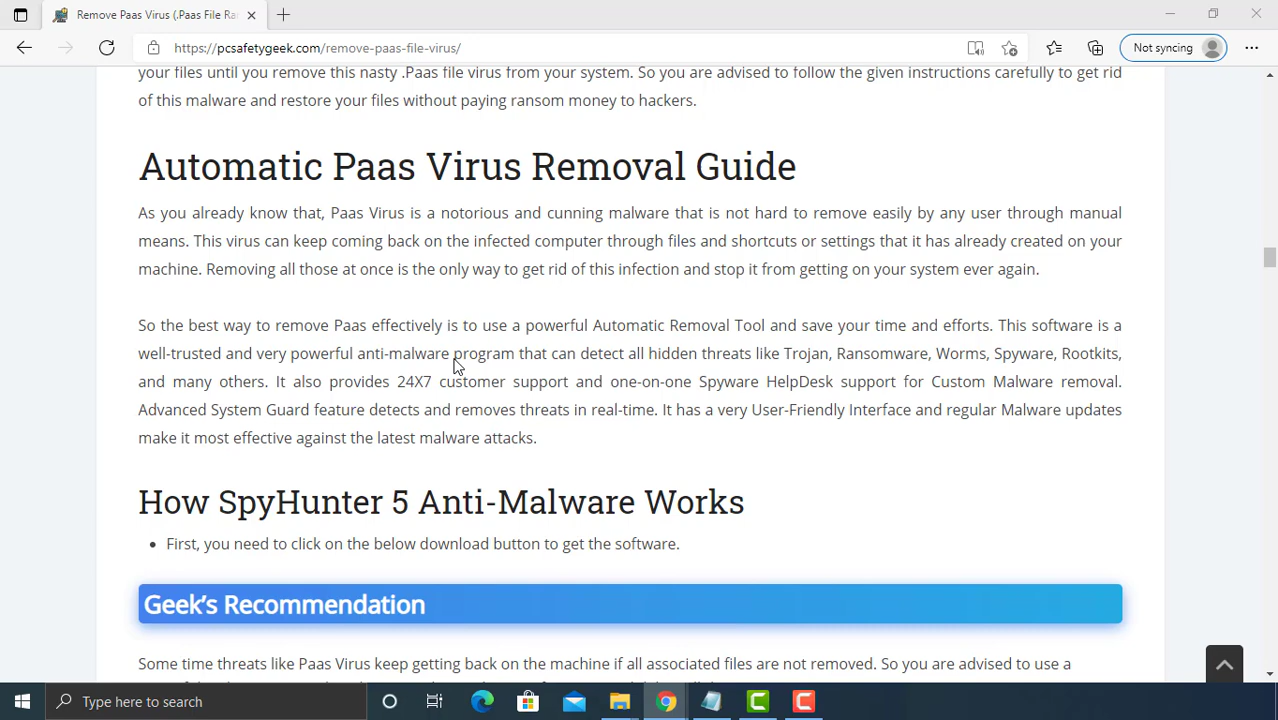 Remove Paas Virus (.Paas File Ra
https://pcsafetygeek.com/remove-paas-file-virus/
Not syncing
your files until you remove this nasty .Paas file virus from your system. So you are advised to follow the given instructions carefully to get rid
of this malware and restore your files without paying ransom money to hackers.
Automatic Paas Virus Removal Guide
As you already know that, Paas Virus is a notorious and cunning malware that is not hard to remove easily by any user through manual
means. This virus can keep coming back on the infected computer through files and shortcuts or settings that it has already created on your
machine. Removing all those at once is the only way to get rid of this infection and stop it from getting on your system ever again.
So the best way to remove Paas effectively is to use a powerful Automatic Removal Tool and save your time and efforts. This software is a
well-trusted and very powerful anti-malware program that can detect all hidden threats like Trojan, Ransomware, Worms, Spyware, Rootkits,
and many others. It also provides 24X7 customer support and one-on-one Spyware HelpDesk support for Custom Malware removal.
Advanced System Guard feature detects and removes threats in real-time. It has a very User-Friendly Interface and regular Malware updates
make it most effective against the latest malware attacks.
How SpyHunter 5 Anti-Malware Works
First, you need to click on the below download button to get the software.
Geek's Recommendation
Some time threats like Paas Virus keep getting back on the machine if all associated files are not removed. So you are advised to use a
Type here to search